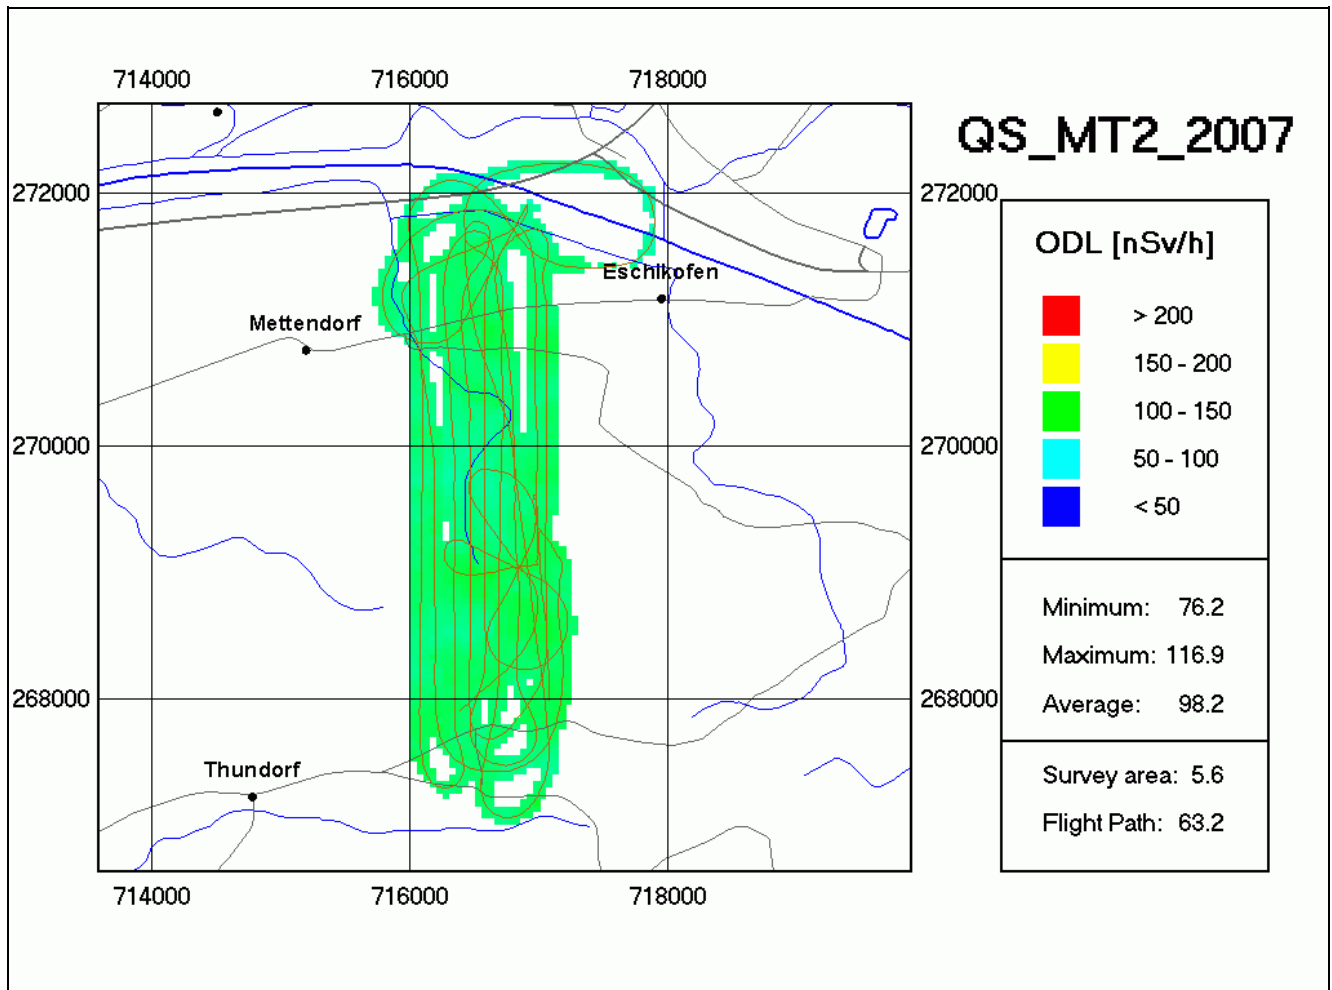 714000 716000 718000
QS_MT2_2007
272000 272000
ODL [nSv/h]
Eschlkofen
> 200
Mettendorf
150 - 200
100 - 150
270000 270000
50 - 100
< 50
Minimum: 76.2
Maximum: 116.9
268000 268000
Average: 98.2
Thundorf
Survey area: 5.6
Flight Path: 63.2
714000 716000 718000